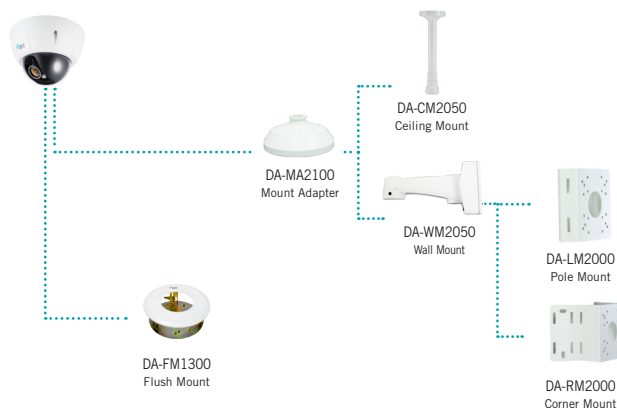 DA-CM2050
Ceiling Mount
DA-MA2100
Mount Adapter
DA-WM2050
Wall Mount
DA-LM2000
Pole Mount
DA-FM1300
Flush Mount
DA-RM2000
Corner Mount